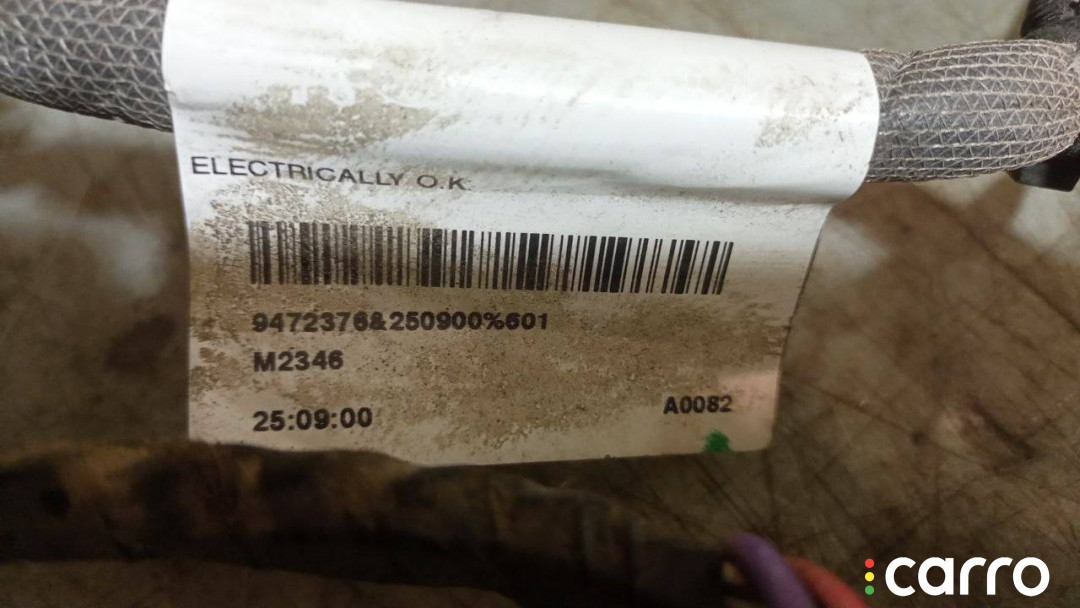 ELECTRICALLY O.K.
9472376&250900%601
M2346
25:09:00
A0082
carro